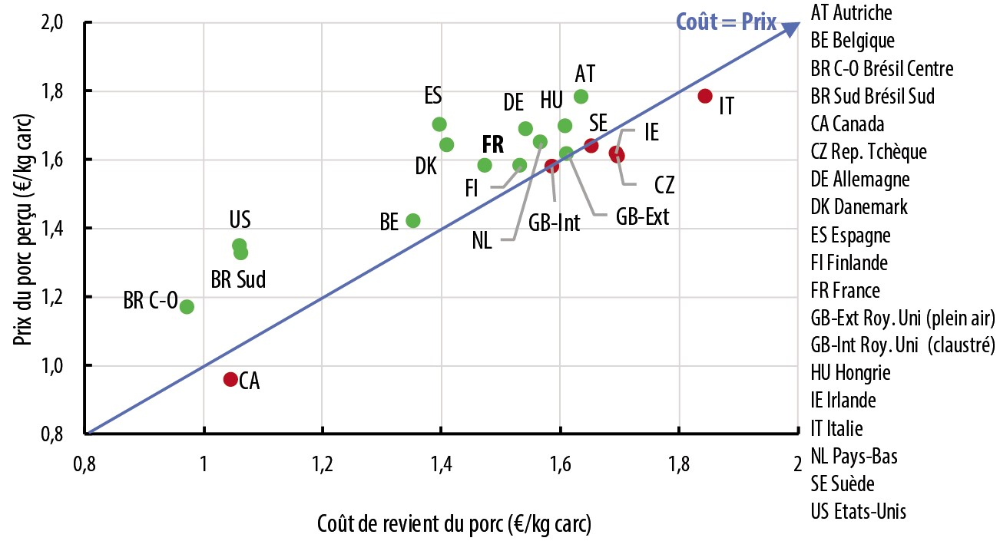 2,0
1,8
1,6
1,4
1,2
1,0
0,8
Prix du porc perçu (€/kg carc)
Coût = Prix
AT
ES
DE
HU
IT
SE
IE
FR
DK
FI
CZ
GB-Int
GB-Ext
BE
NL
US
BR Sud
BR C-O
CA
0,8
1
1,2
1,4
1,6
1,8
2
Coût de revient du porc (€/kg carc)
AT Autriche
BE Belgique
BR C-O Brésil Centre
BR Sud Brésil Sud
CA Canada
CZ Rep. Tchèque
DE Allemagne
DK Danemark
ES Espagne
FI Finlande
FR France
GB-Ext Roy. Uni (plein air)
GB-Int Roy. Uni (claustré)
HU Hongrie
IE Irlande
IT Italie
NL Pays-Bas
SE Suède
US Etats-Unis